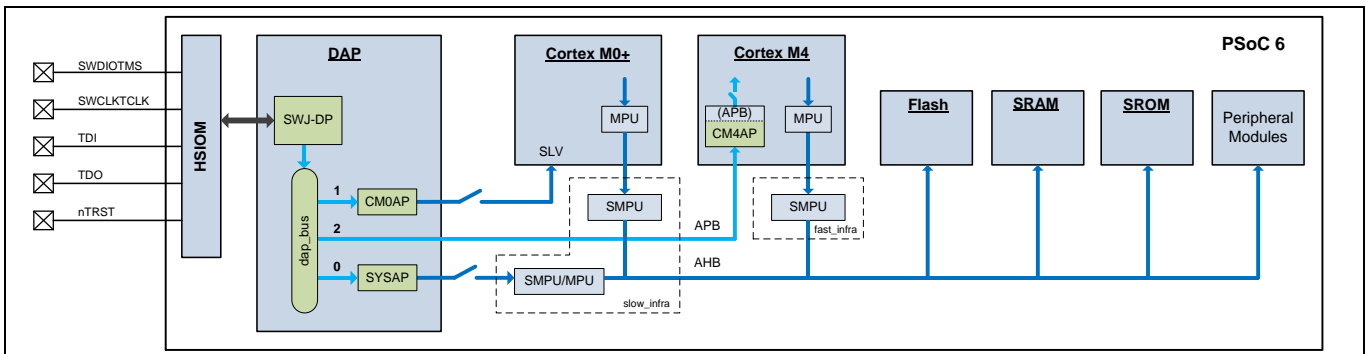 PSoC 6
SWDIOTMS
SWCLKTCLK
TDI
TDO
nTRST
HSIOM
DAP
SWJ-DP
dap_bus
1
CM0AP
2
0
SYSAP
Cortex M0+
MPU
SLV
SMPU
SMPU/MPU
slow_infra
APB
AHB
Cortex M4
(APB)
CM4AP
MPU
SMPU
fast_infra
Flash
SRAM
SROM
Peripheral
Modules